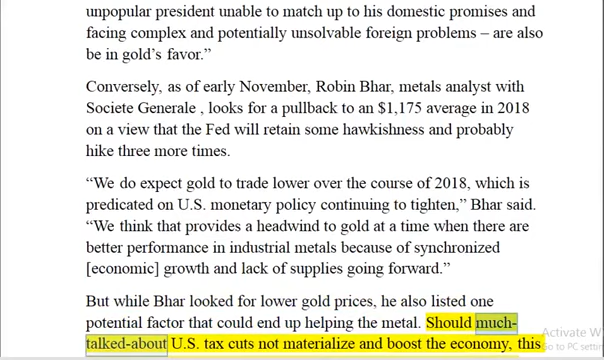 unpopular president unable to match up to his domestic promises and
facing complex and potentially unsolvable foreign problems – are also
be in gold’s favor.”
Conversely, as of early November, Robin Bhar, metals analyst with
Societe Generale , looks for a pullback to an $1,175 average in 2018
on a view that the Fed will retain some hawkishness and probably
hike three more times.
“We do expect gold to trade lower over the course of 2018, which is
predicated on U.S. monetary policy continuing to tighten,” Bhar said.
“We think that provides a headwind to gold at a time when there are
better performance in industrial metals because of synchronized
[economic] growth and lack of supplies going forward.”
But while Bhar looked for lower gold prices, he also listed one
potential factor that could end up helping the metal. Should much-
talked-about U.S. tax cuts not materialize and boost the economy, this
Activate W
Go to PC settin